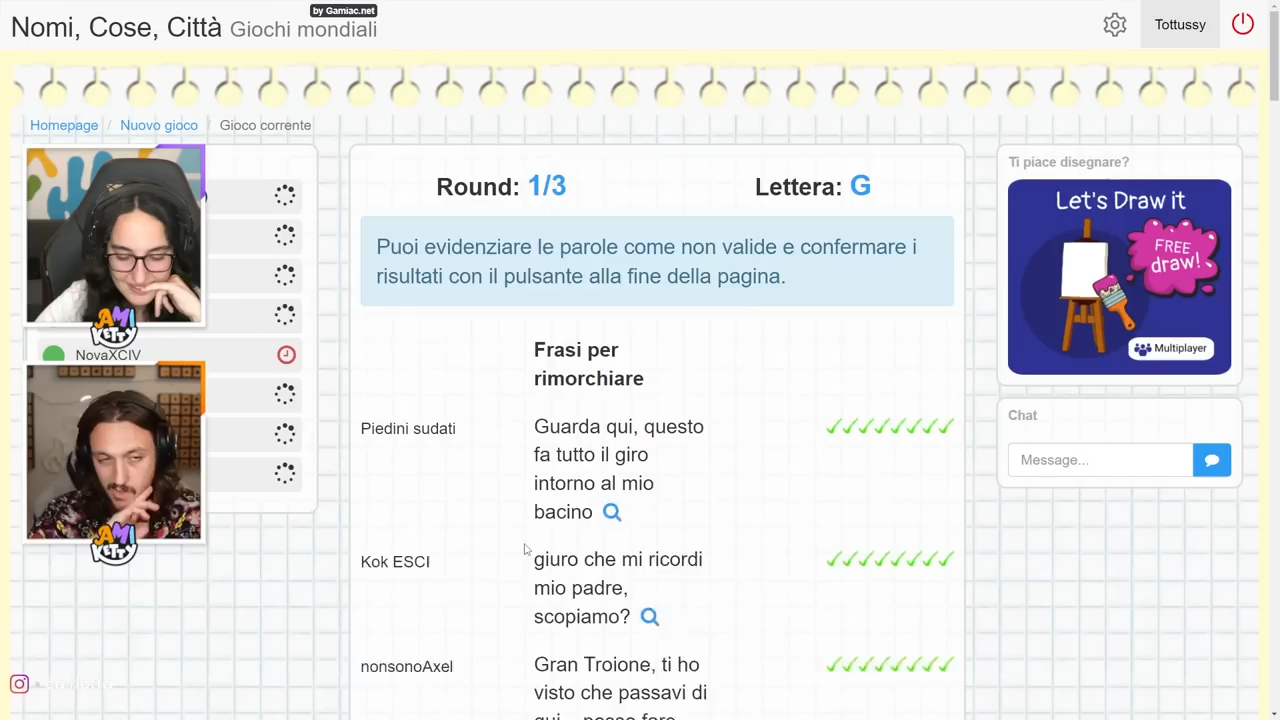 by Gamiac.net
Nomi, Cose, Città Giochi mondiali
Tottussy
Homepage / Nuovo gioco / Gioco corrente
Round: 1/3
Lettera: G
Puoi evidenziare le parole come non valide e confermare i
risultati con il pulsante alla fine della pagina.
Frasi per
rimorchiare
Piedini sudati
Guarda qui, questo
fa tutto il giro
intorno al mio
bacino
Kok ESCI
giuro che mi ricordi
mio padre,
scopiamo?
nonsonoAxel
Gran Troione, ti ho
visto che passavi di
AMI
KETTY
NovaXCIV
AMI
KETTY
Ti piace disegnare?
Let's Draw it
FREE
draw!
Multiplayer
Chat
Message...